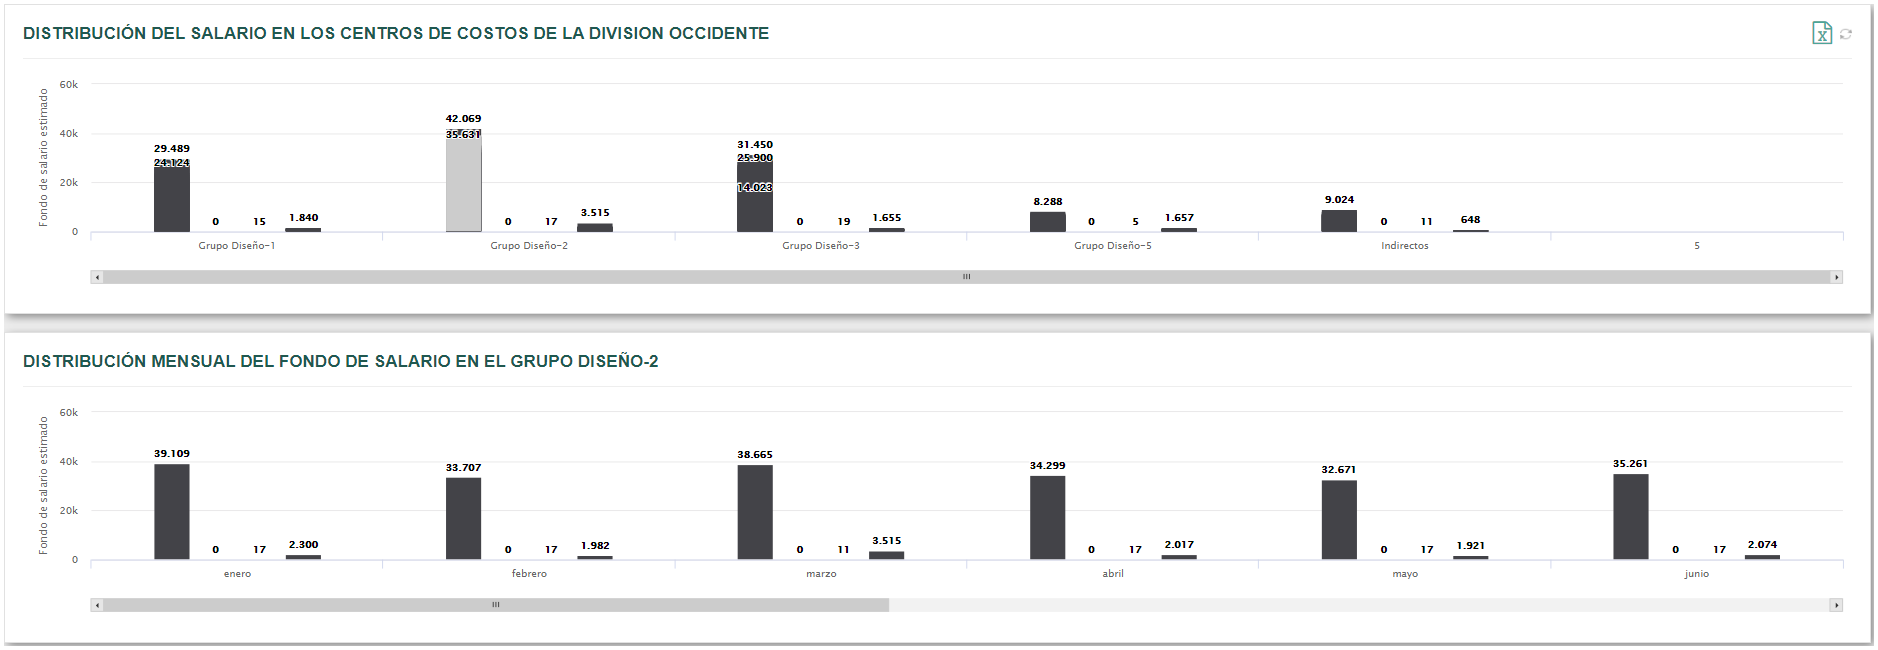 DISTRIBUCIÓN DEL SALARIO EN LOS CENTROS DE COSTOS DE LA DIVISION OCCIDENTE
Fondo de salario estimado
60k
40k
20k
0
29.489
24.124
0
15
1.840
42.069
35.631
0
17
3.515
31.450
25.900
14.023
0
19
1.655
8.288
0
5
1.657
9.024
0
11
648
Grupo Diseño-1
Grupo Diseño-2
Grupo Diseño-3
Grupo Diseño-5
Indirectos
5
DISTRIBUCIÓN MENSUAL DEL FONDO DE SALARIO EN EL GRUPO DISEÑO-2
Fondo de salario estimado
60k
40k
20k
0
39.109
0
17
2.300
33.707
0
17
1.982
38.665
0
11
3.515
34.299
0
17
2.017
32.671
0
17
1.921
35.261
0
17
2.074
enero
febrero
marzo
abril
mayo
junio